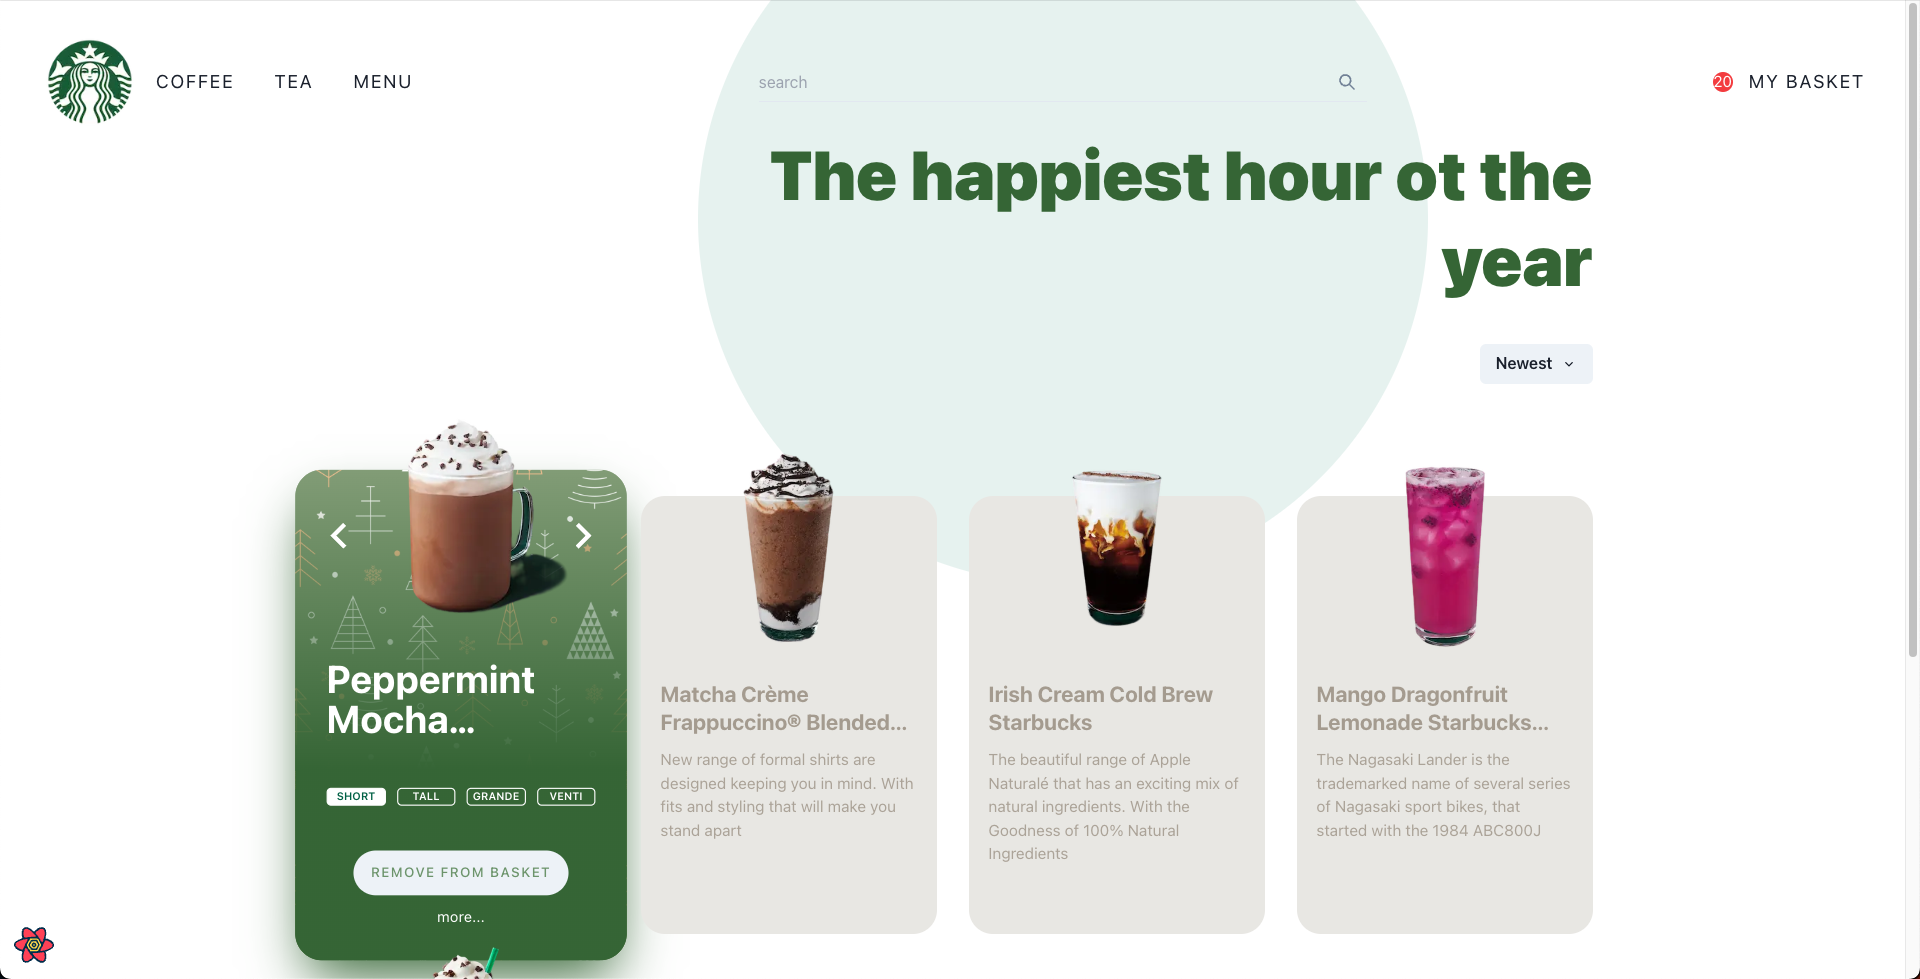 COFFEE
TEA
MENU
search
20
MY BASKET
The happiest hour ot the
year
Newest
Peppermint
Mocha...
SHORT
TALL
GRANDE
VENTI
REMOVE FROM BASKET
more...
Matcha Crème
Frappuccino® Blended...
New range of formal shirts are
designed keeping you in mind. With
fits and styling that will make you
stand apart
Irish Cream Cold Brew
Starbucks
The beautiful range of Apple
Naturalé that has an exciting mix of
natural ingredients. With the
Goodness of 100% Natural
Ingredients
Mango Dragonfruit
Lemonade Starbucks...
The Nagasaki Lander is the
trademarked name of several series
of Nagasaki sport bikes, that
started with the 1984 ABC800J